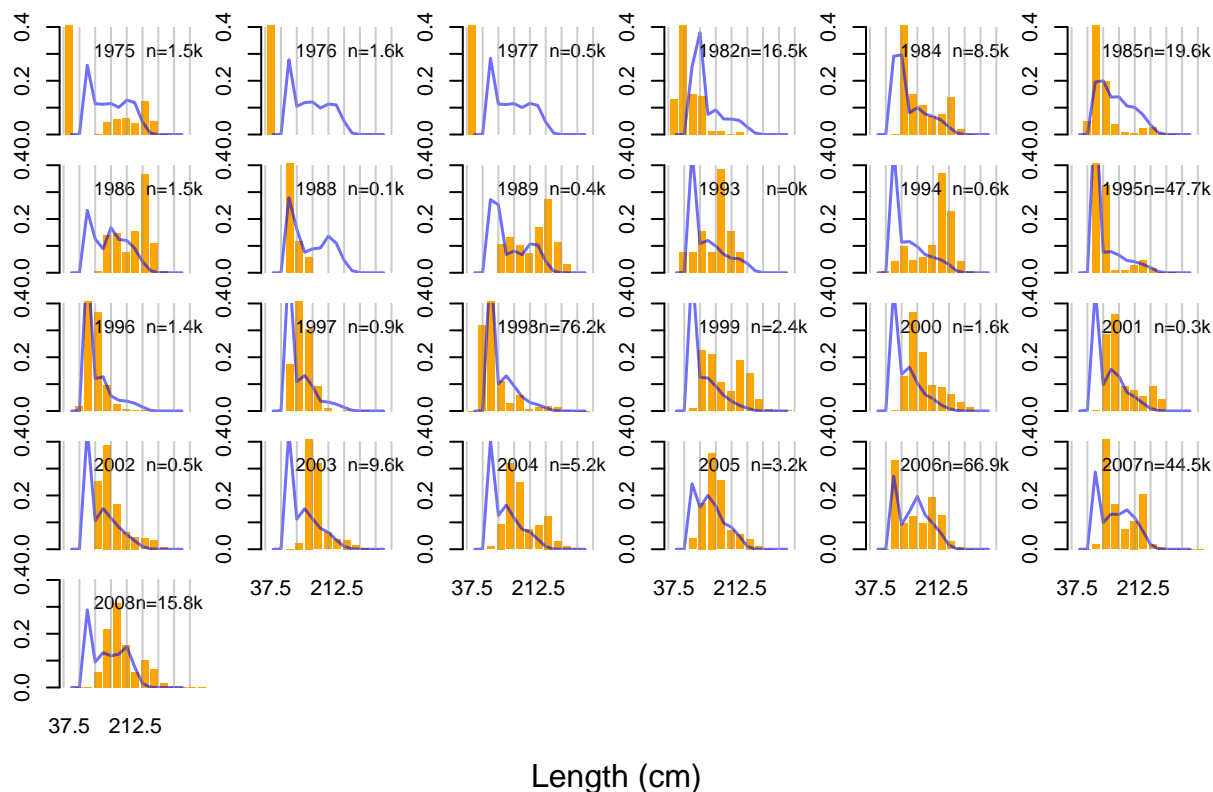 0.0 0.2 0.4 1975 n=1.5k
0.0 0.2 0.4 1976 n=1.6k
0.0 0.2 0.4 1977 n=0.5k
0.0 0.2 0.4 1982n=16.5k
0.0 0.2 0.4 1984 n=8.5k
0.0 0.2 0.4 1985n=19.6k
0.0 0.2 0.4 1986 n=1.5k
0.0 0.2 0.4 1988 n=0.1k
0.0 0.2 0.4 1989 n=0.4k
0.0 0.2 0.4 1993 n=0k
0.0 0.2 0.4 1994 n=0.6k
0.0 0.2 0.4 1995n=47.7k
0.0 0.2 0.4 1996 n=1.4k
0.0 0.2 0.4 1997 n=0.9k
0.0 0.2 0.4 1998n=76.2k
0.0 0.2 0.4 1999 n=2.4k
0.0 0.2 0.4 2000 n=1.6k
0.0 0.2 0.4 2001 n=0.3k
0.0 0.2 0.4 2002 n=0.5k
0.0 0.2 0.4 2003 n=9.6k
0.0 0.2 0.4 2004 n=5.2k
0.0 0.2 0.4 2005 n=3.2k
0.0 0.2 0.4 2006n=66.9k
0.0 0.2 0.4 2007n=44.5k
37.5 212.5
37.5 212.5
37.5 212.5
37.5 212.5
37.5 212.5
0.0 0.2 0.4 2008n=15.8k
37.5 212.5
Length (cm)